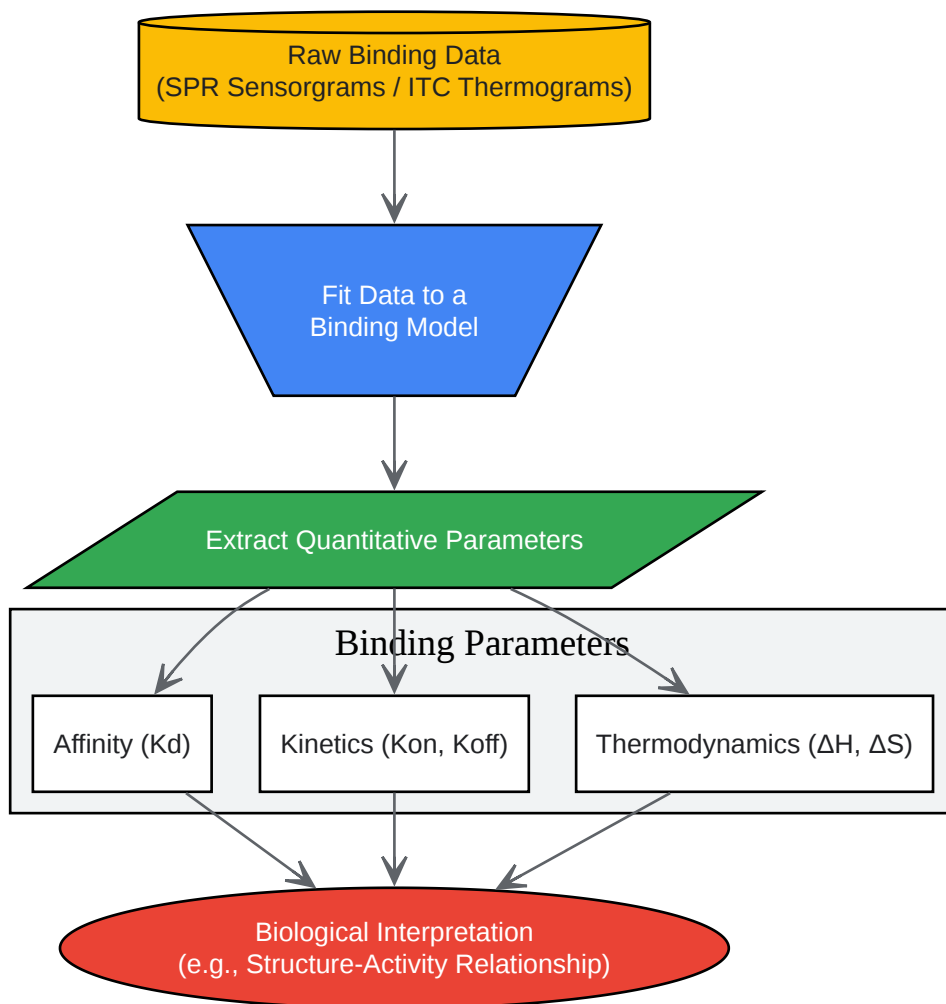 Raw Binding Data
(SPR Sensorgrams / ITC Thermograms)
Fit Data to a
Binding Model
Extract Quantitative Parameters
Binding Parameters
Affinity (Kd)
Kinetics (Kon, Koff)
Thermodynamics (ΔH, ΔS)
Biological Interpretation
(e.g., Structure-Activity Relationship)